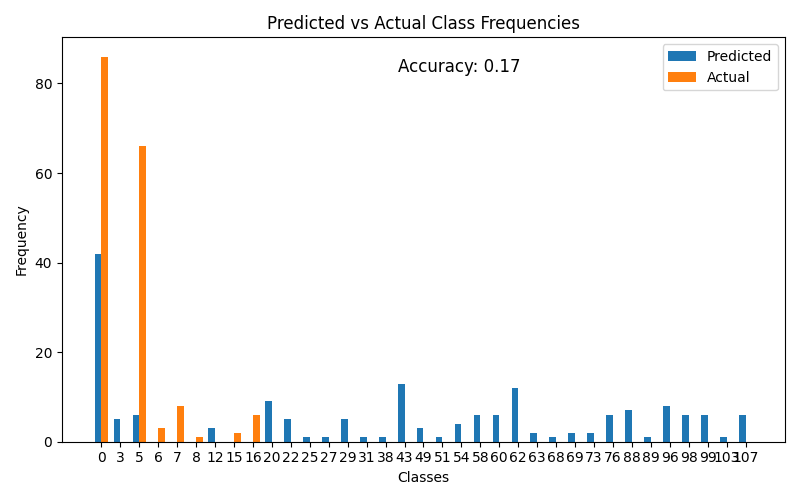 Predicted vs Actual Class Frequencies
Accuracy: 0.17
Predicted
Actual
Frequency
80
60
40
20
0
0 3 5 6 7 8 12 15 16 20 22 25 27 29 31 38 43 49 51 54 58 60 62 63 68 69 73 76 88 89 96 98 99 103 107
Classes